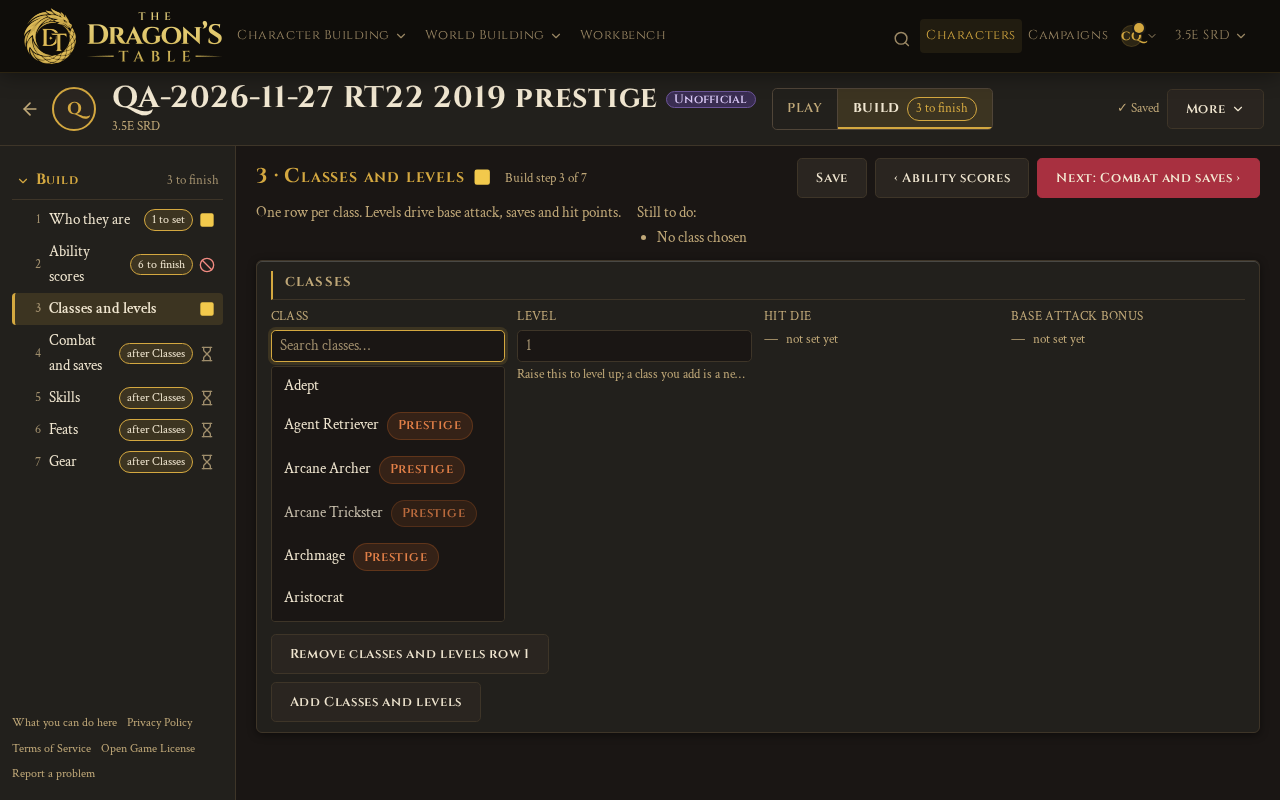 THE
DRAGON'S
TABLE
DT
CHARACTER BUILDING
WORLD BUILDING
WORKBENCH
CHARACTERS
CAMPAIGNS
CQ
3.5E SRD
Q
QA-2026-11-27 RT22 2019 PRESTIGE
UNOFFICIAL
3.5E SRD
PLAY
BUILD
3 to finish
✓ Saved
MORE
BUILD
3 to finish
1 Who they are
1 to set
2 Ability
scores
6 to finish
3 Classes and levels
4 Combat
and saves
after Classes
5 Skills
after Classes
6 Feats
after Classes
7 Gear
after Classes
What you can do here
Privacy Policy
Terms of Service
Open Game License
Report a problem
3 · CLASSES AND LEVELS
Build step 3 of 7
SAVE
‹ ABILITY SCORES
NEXT: COMBAT AND SAVES ›
One row per class. Levels drive base attack, saves and hit points.
Still to do:
• No class chosen
CLASSES
CLASS
LEVEL
HIT DIE
BASE ATTACK BONUS
Search classes...
1
— not set yet
— not set yet
Raise this to level up; a class you add is a ne...
Adept
Agent Retriever PRESTIGE
Arcane Archer PRESTIGE
Arcane Trickster PRESTIGE
Archmage PRESTIGE
Aristocrat
REMOVE CLASSES AND LEVELS ROW 1
ADD CLASSES AND LEVELS